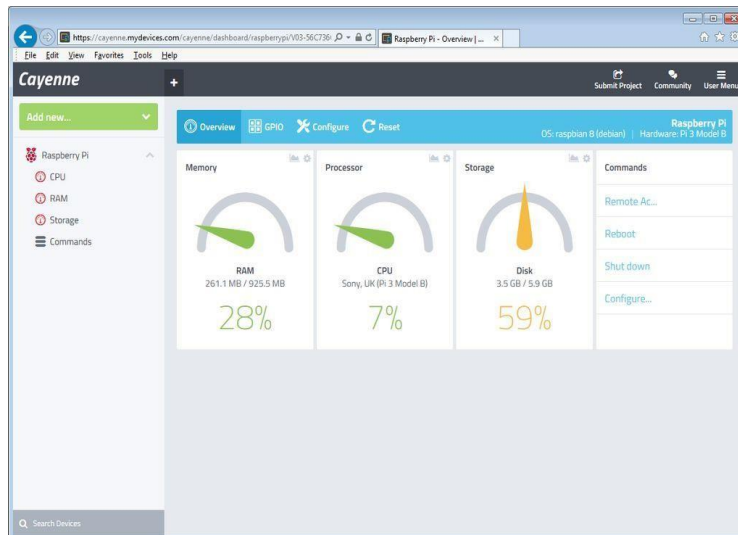 https://cayenne.mydevices.com/cayenne/dashboard/raspberrypi/V03-56C736
Raspberry Pi - Overview | ...
File Edit View Favorites Tools Help
Cayenne
+
Submit Project Community User Menu
Add new...
Overview GPIO Configure Reset
Raspberry Pi
OS: raspbian 8 (debian) | Hardware: Pi 3 Model B
Raspberry Pi
CPU
RAM
Storage
Commands
Memory
RAM
261.1 MB / 925.5 MB
28%
Processor
CPU
Sony, UK (Pi 3 Model B)
7%
Storage
Disk
3.5 GB / 5.9 GB
59%
Commands
Remote Ac...
Reboot
Shut down
Configure...
Search Devices